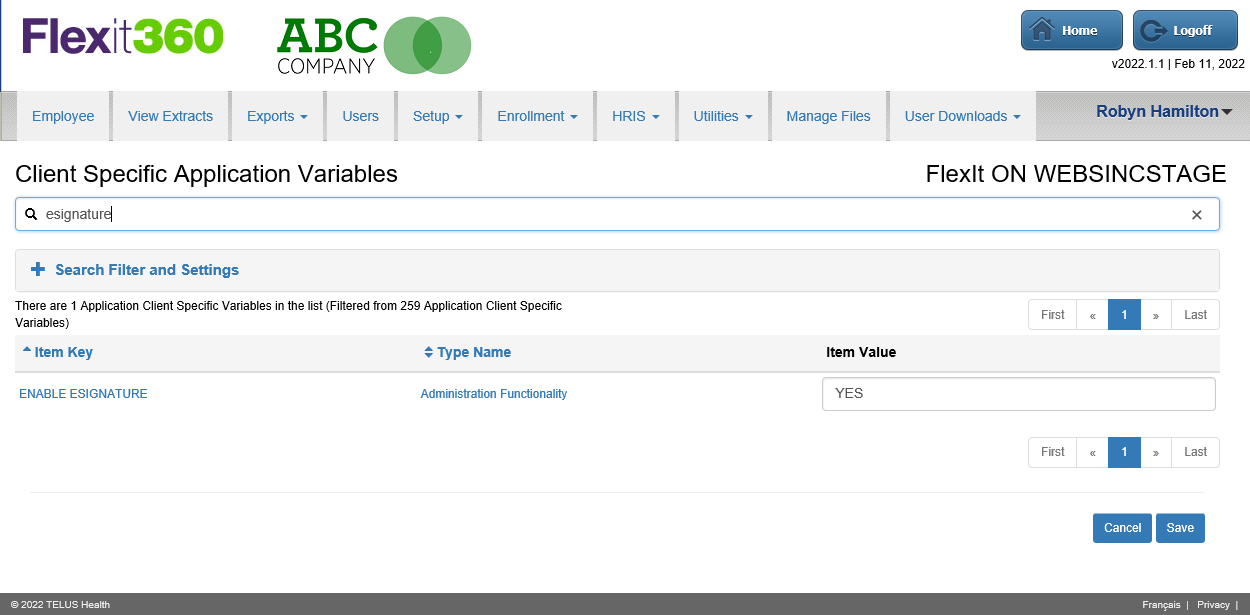 Flexit360
ABC
COMPANY
Home
Logoff
v2022.1.1 | Feb 11, 2022
Employee View Extracts Exports Users Setup Enrollment HRIS Utilities Manage Files User Downloads Robyn Hamilton
Client Specific Application Variables FlexIt ON WEBSINCSTAGE
esignature ×
+ Search Filter and Settings
There are 1 Application Client Specific Variables in the list (Filtered from 259 Application Client Specific
Variables)
First « 1 » Last
Item Key Type Name Item Value
ENABLE ESIGNATURE Administration Functionality YES
First « 1 » Last
Cancel Save
© 2022 TELUS Health Français | Privacy |